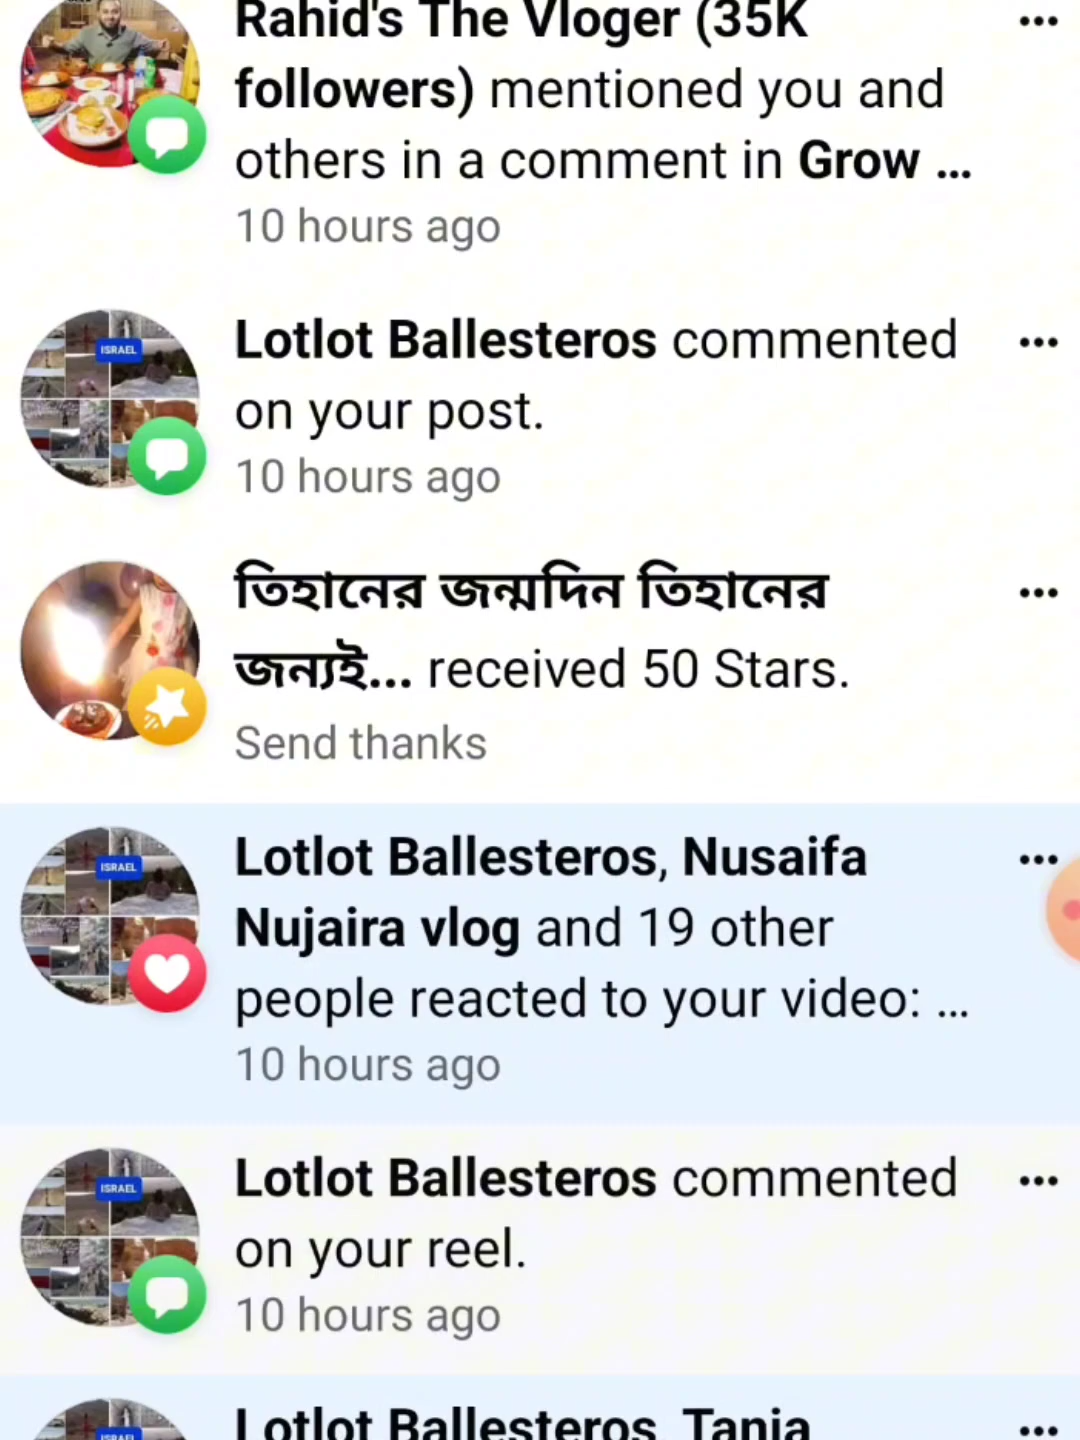 Rahid's The Vloger (35K
followers) mentioned you and
others in a comment in Grow ...
10 hours ago
ISRAEL
Lotlot Ballesteros commented
on your post.
10 hours ago
তিহানের জন্মদিন তিহানের
জন্যই... received 50 Stars.
Send thanks
ISRAEL
Lotlot Ballesteros, Nusaifa
Nujaira vlog and 19 other
people reacted to your video: ...
10 hours ago
ISRAEL
Lotlot Ballesteros commented
on your reel.
10 hours ago
ISRAEL
Lotlot Ballesteros, Tania